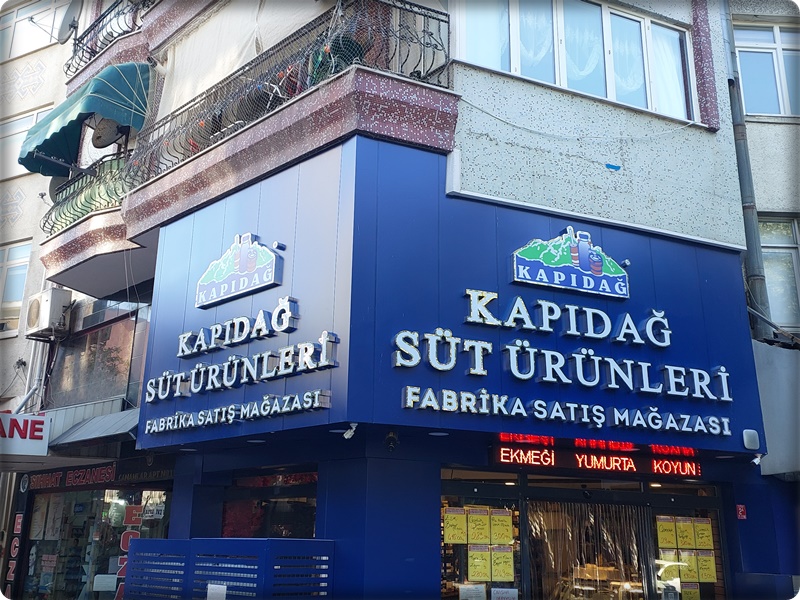 KAPIDAĞ
KAPIDAĞ
SÜT ÜRÜNLERİ
FABRİKA SATIŞ MAĞAZASI
KAPIDAĞ
KAPIDAĞ
SÜT ÜRÜNLERİ
FABRİKA SATIŞ MAĞAZASI
EKMEĞİ YUMURTA KOYUN
ANE
ECZANESİ